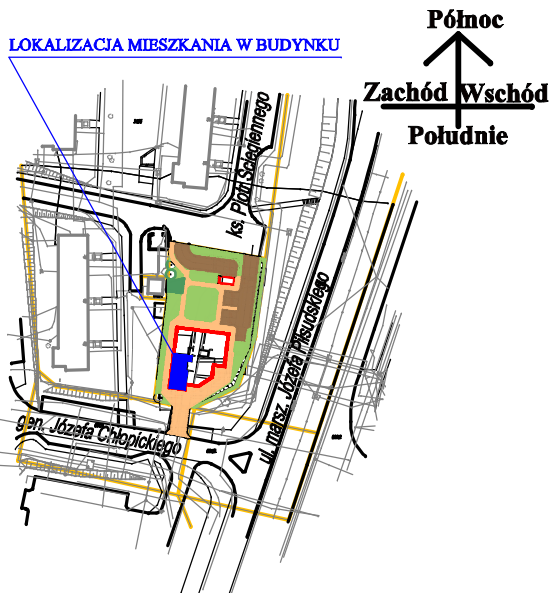 Północ
LOKALIZACJA MIESZKANIA W BUDYNKU
Zachód Wschód
Południe
ks. Piotr Ściegiennego
ul. marsz. Józefa Piłsudskiego
gen. Józefa Chłopickiego